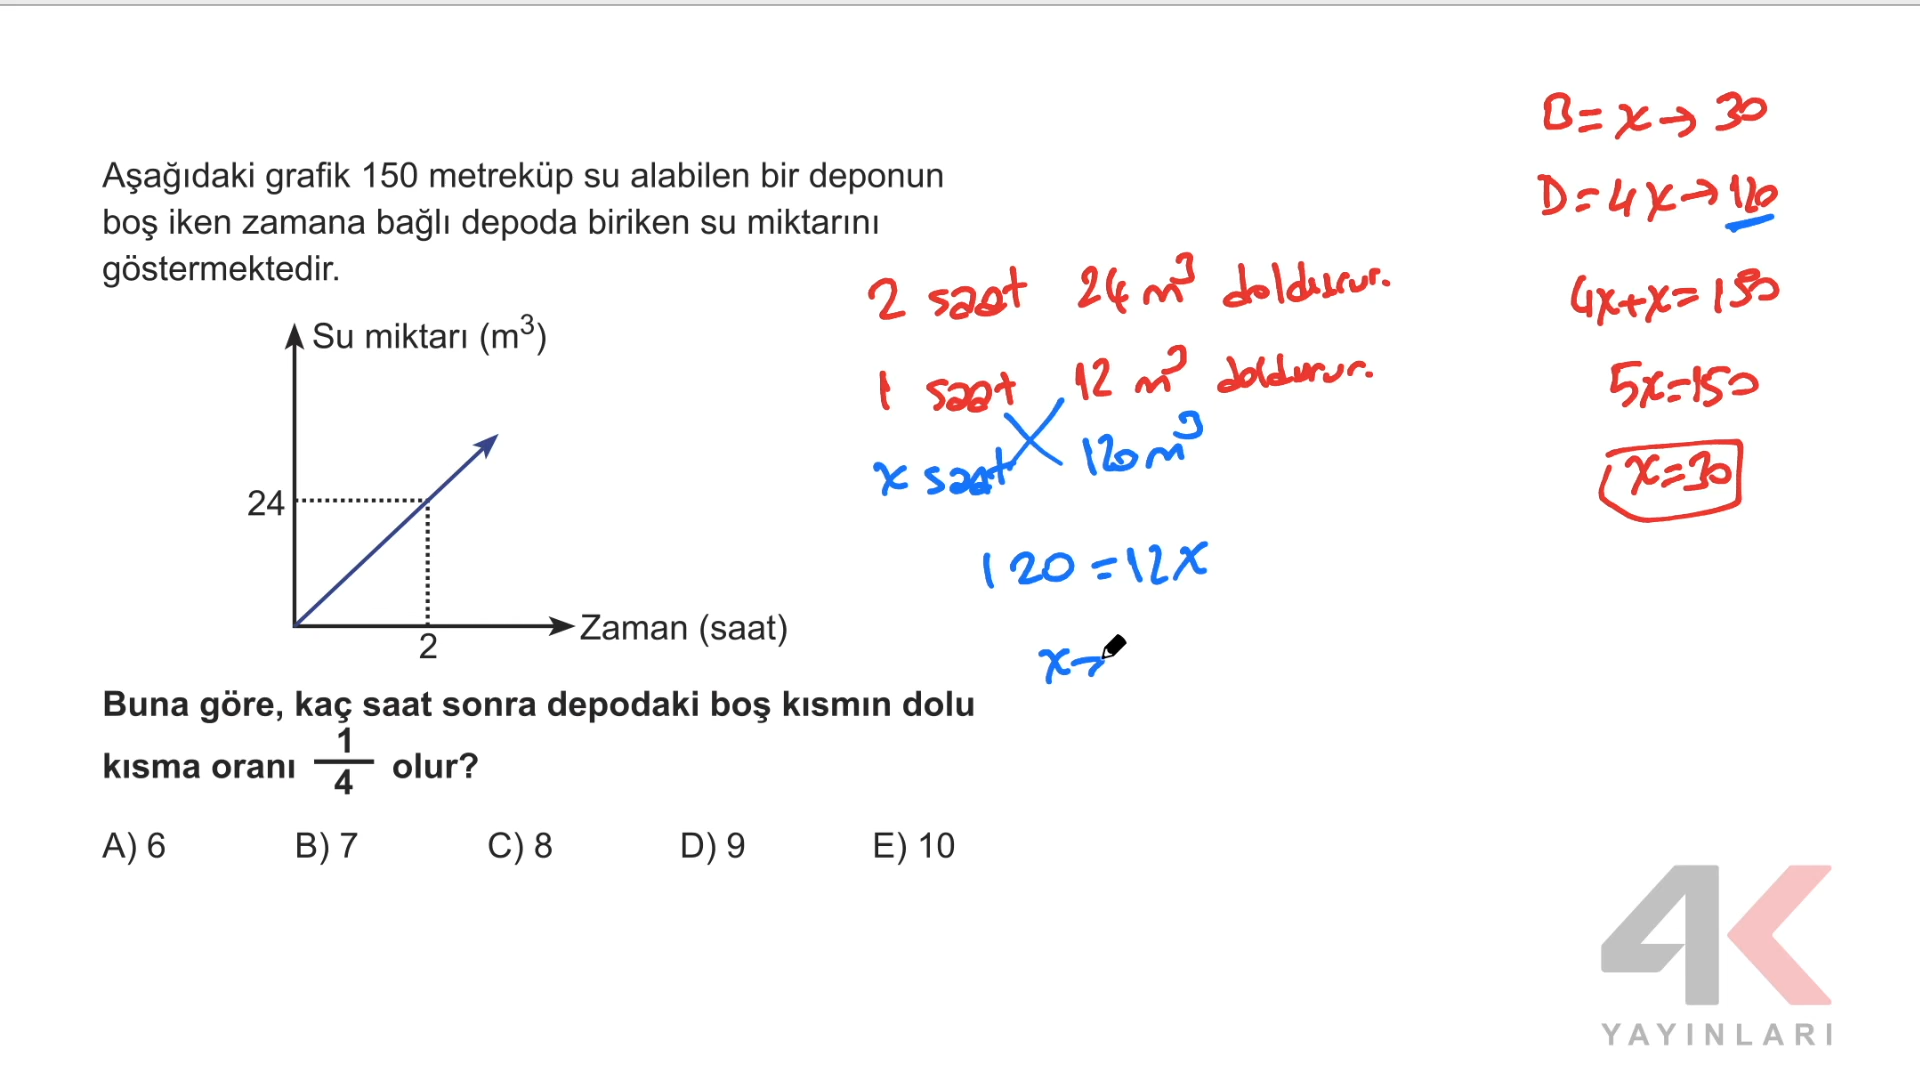 Aşağıdaki grafik 150 metreküp su alabilen bir deponun
boş iken zamana bağlı depoda biriken su miktarını
göstermektedir.
Su miktarı (m³)
24
2
Zaman (saat)
Buna göre, kaç saat sonra depodaki boş kısmın dolu
kısma oranı 1/4 olur?
A) 6 B) 7 C) 8 D) 9 E) 10
2 saat 24 m³ doldurur.
1 saat 12 m³ doldurur.
x saat 120 m³
120 = 12x
x
B = x → 30
D = 4x → 120
4x + x = 150
5x = 150
x = 30
4K
YAYINLARI